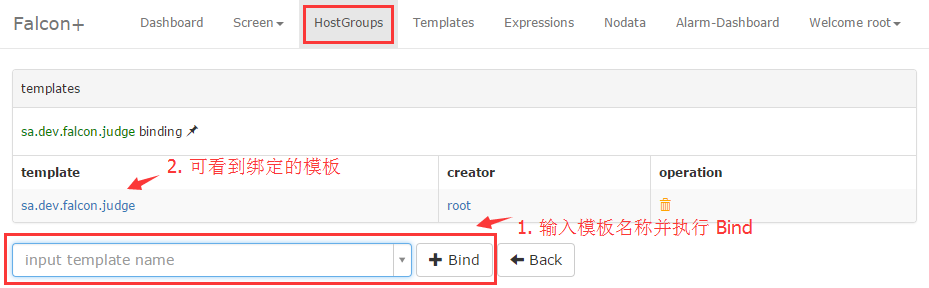 Falcon+ Dashboard Screen HostGroups Templates Expressions Nodata Alarm-Dashboard Welcome root
templates
sa.dev.falcon.judge binding
2. 可看到绑定的模板
template creator operation
sa.dev.falcon.judge root
1. 输入模板名称并执行 Bind
input template name Bind Back